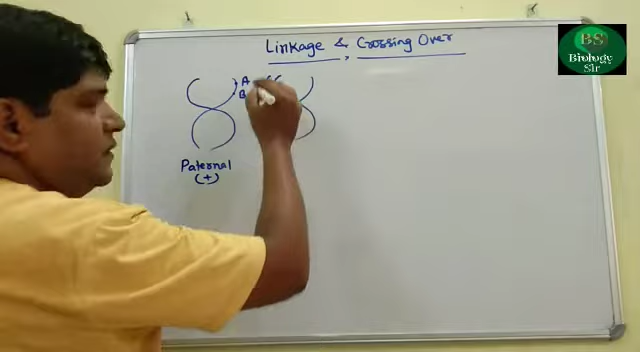 Linkage & Crossing Over
BS
Biology
Sir
A
B
Paternal
(+)